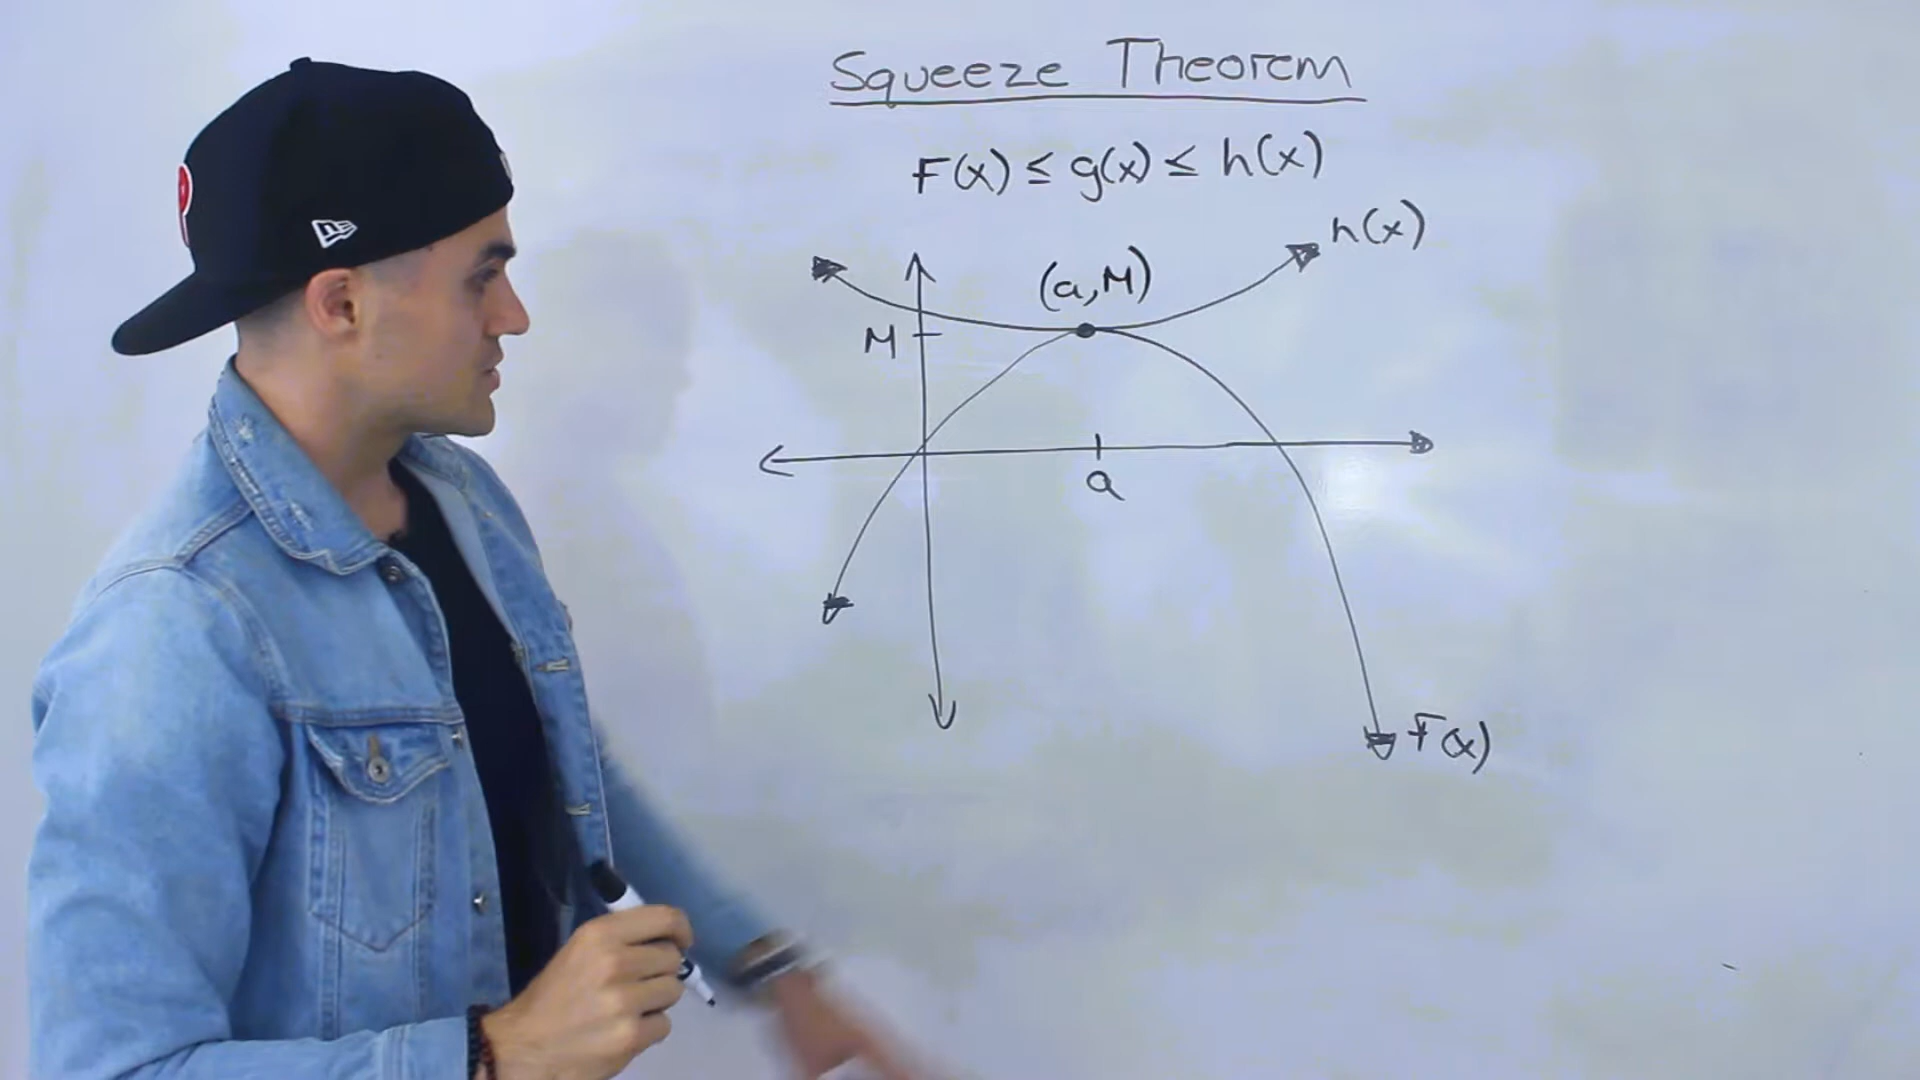 Squeeze Theorem
F(x) ≤ g(x) ≤ h(x)
h(x)
(a,M)
M
a
F(x)